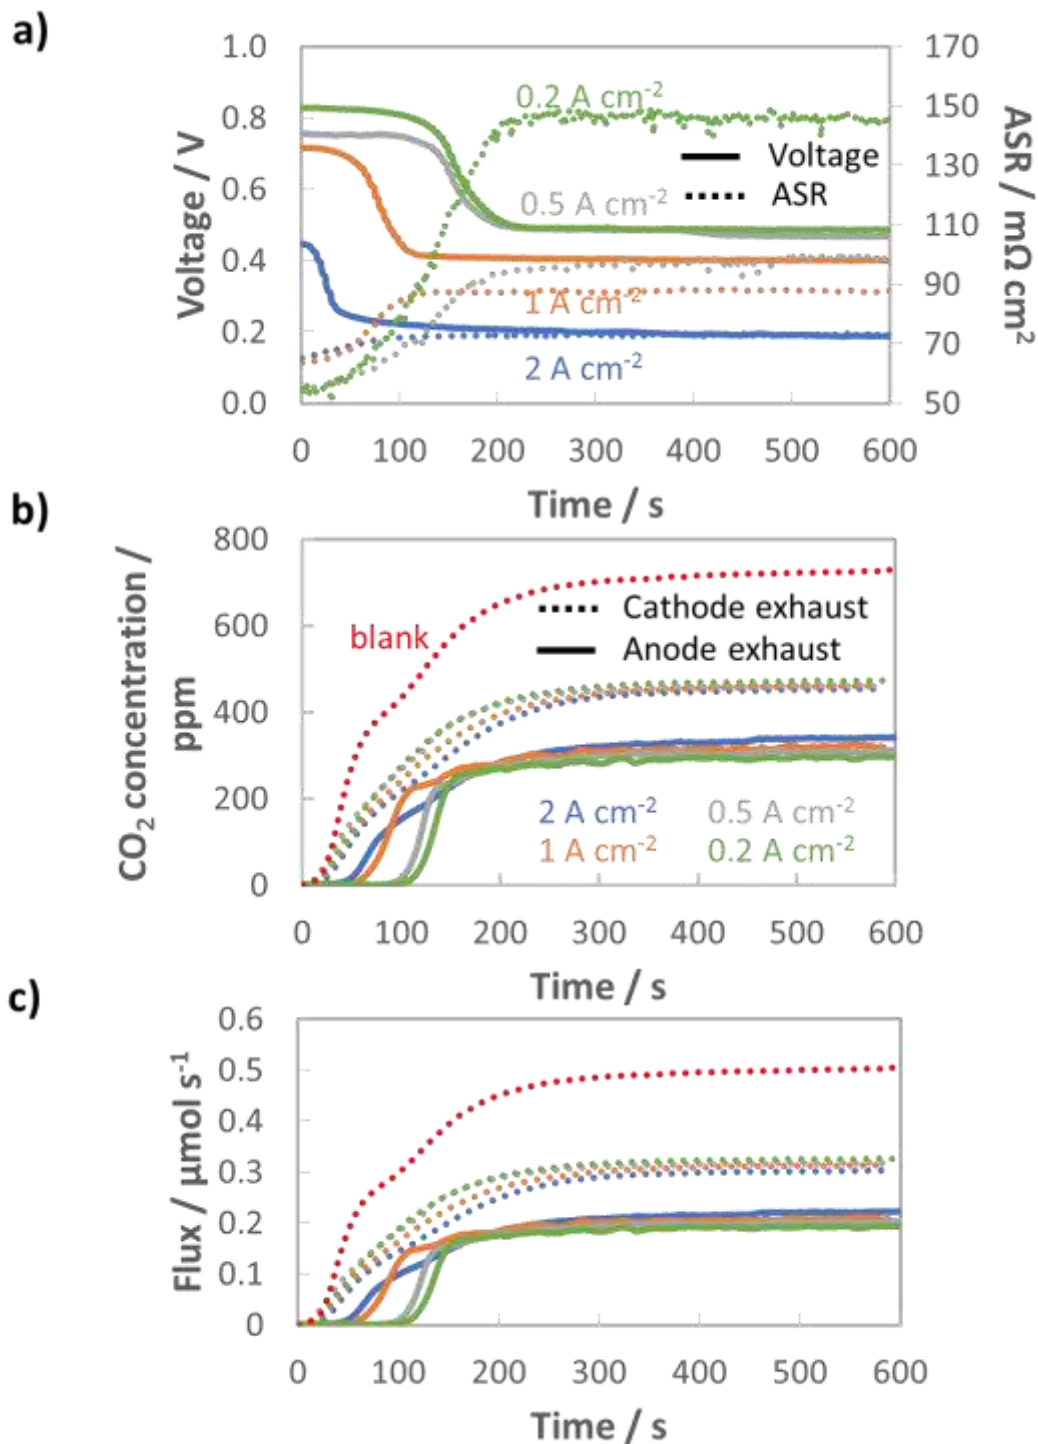 a)
1.0
0.8
0.6
0.4
0.2
0.0
Voltage / V
170
150
130
110
90
70
50
ASR / mΩ cm²
0.2 A cm⁻²
Voltage
ASR
0.5 A cm⁻²
1 A cm⁻²
2 A cm⁻²
0 100 200 300 400 500 600
Time / s
b)
CO₂ concentration /
ppm
800
600
400
200
0
blank
Cathode exhaust
Anode exhaust
2 A cm⁻² 0.5 A cm⁻²
1 A cm⁻² 0.2 A cm⁻²
0 100 200 300 400 500 600
Time / s
c)
Flux / µmol s⁻¹
0.6
0.5
0.4
0.3
0.2
0.1
0
0 100 200 300 400 500 600
Time / s